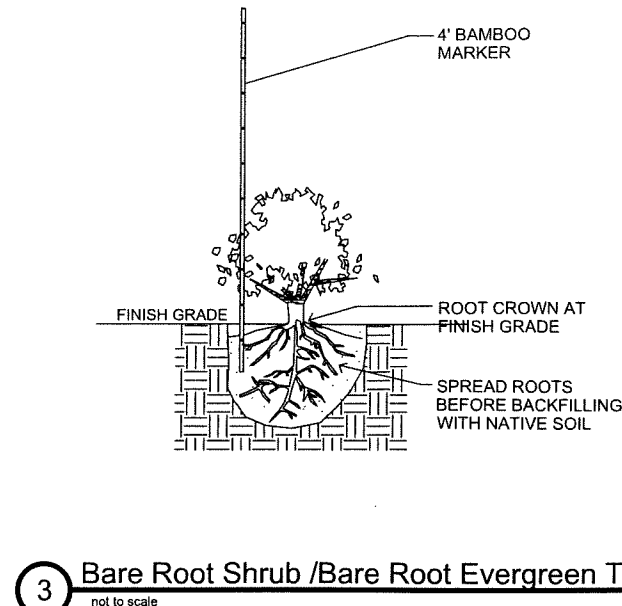 4' BAMBOO
MARKER
FINISH GRADE
ROOT CROWN AT
FINISH GRADE
SPREAD ROOTS
BEFORE BACKFILLING
WITH NATIVE SOIL
3
Bare Root Shrub /Bare Root Evergreen T
not to scale